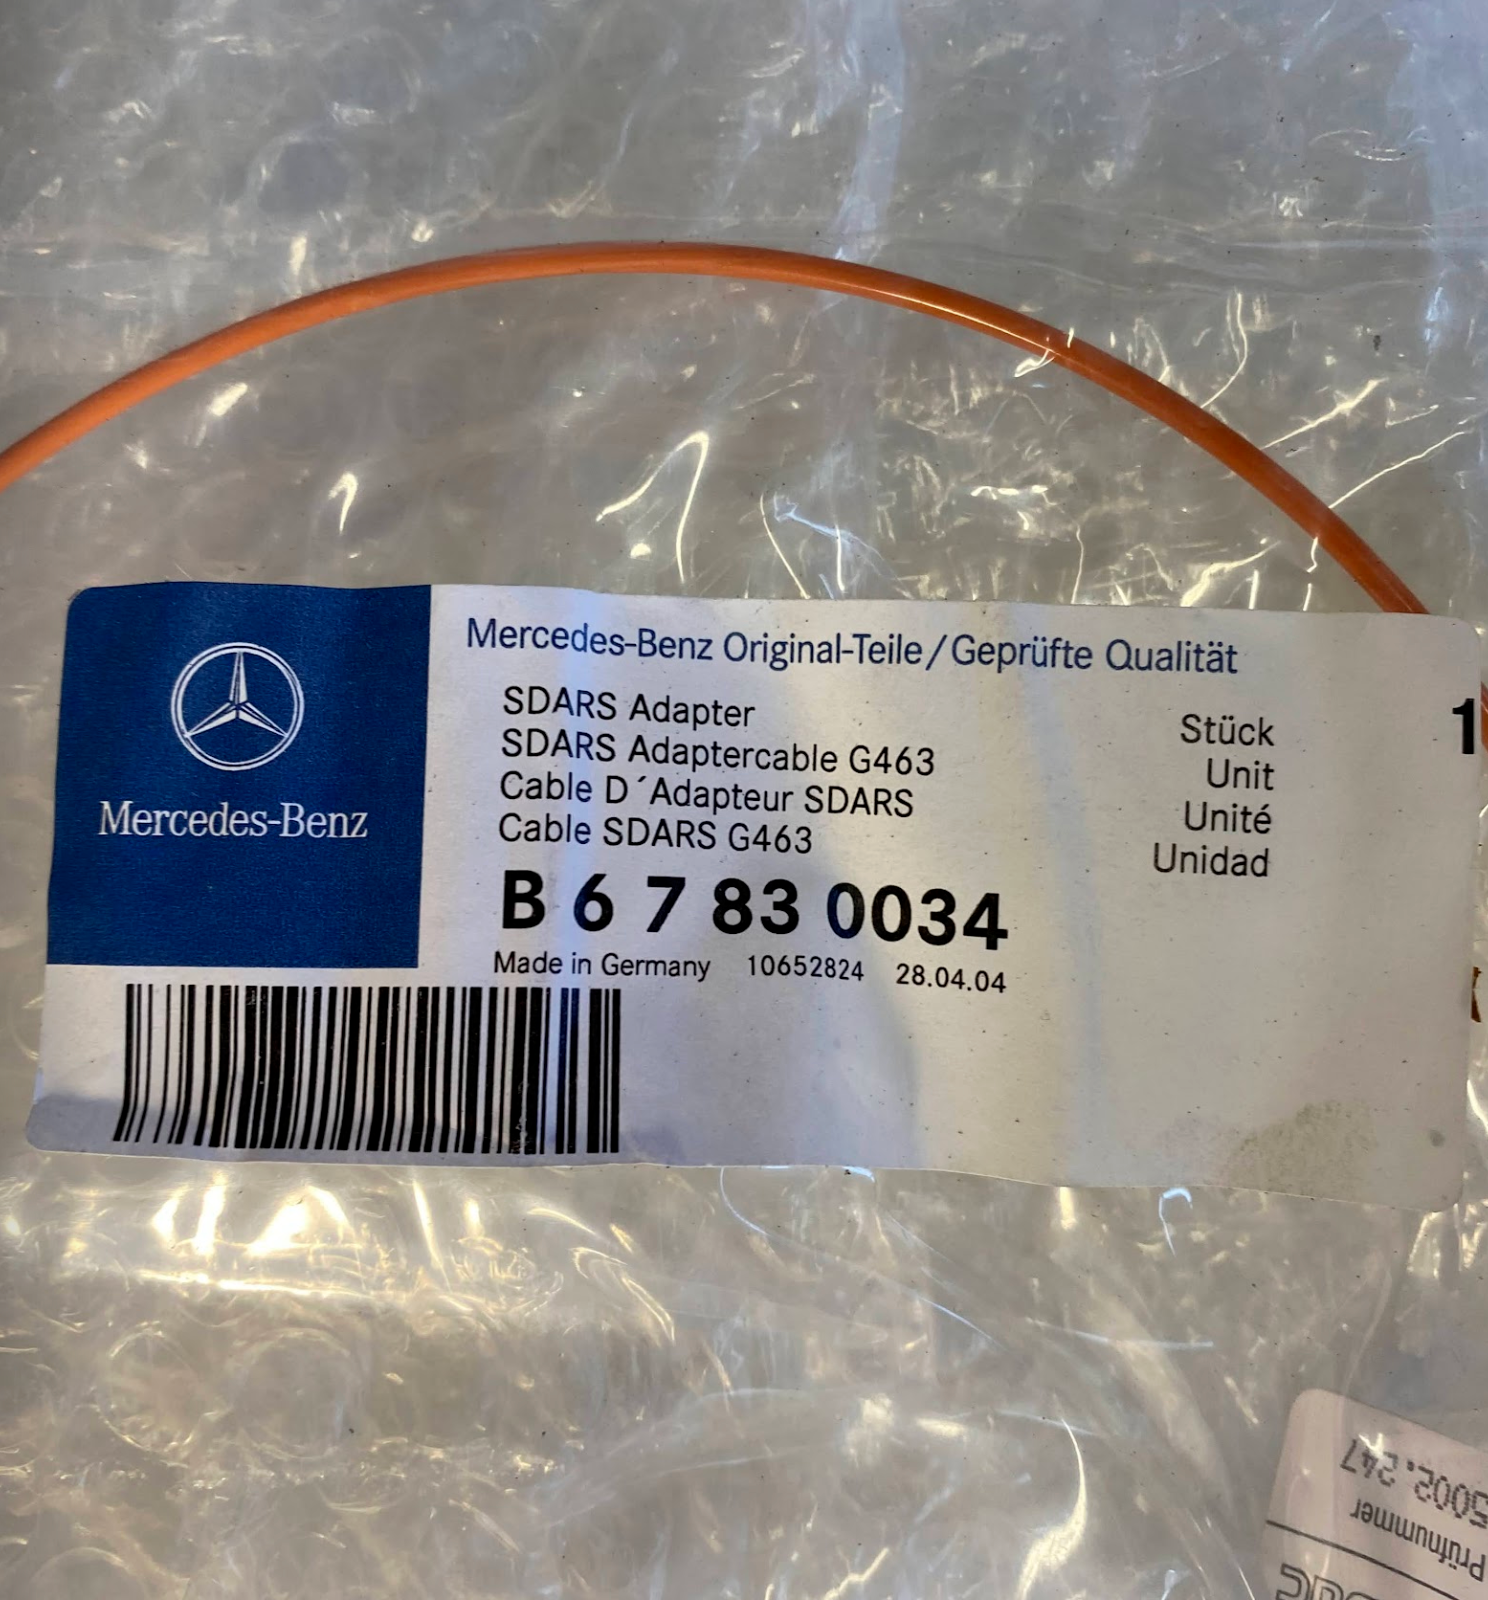 Mercedes-Benz
Mercedes-Benz Original-Teile/Geprüfte Qualität
SDARS Adapter
SDARS Adaptercable G463
Cable D´Adapteur SDARS
Cable SDARS G463
Stück
Unit
Unité
Unidad
1
B 6 7 83 0034
Made in Germany 10652824 28.04.04
5002.247
Prüfnummer